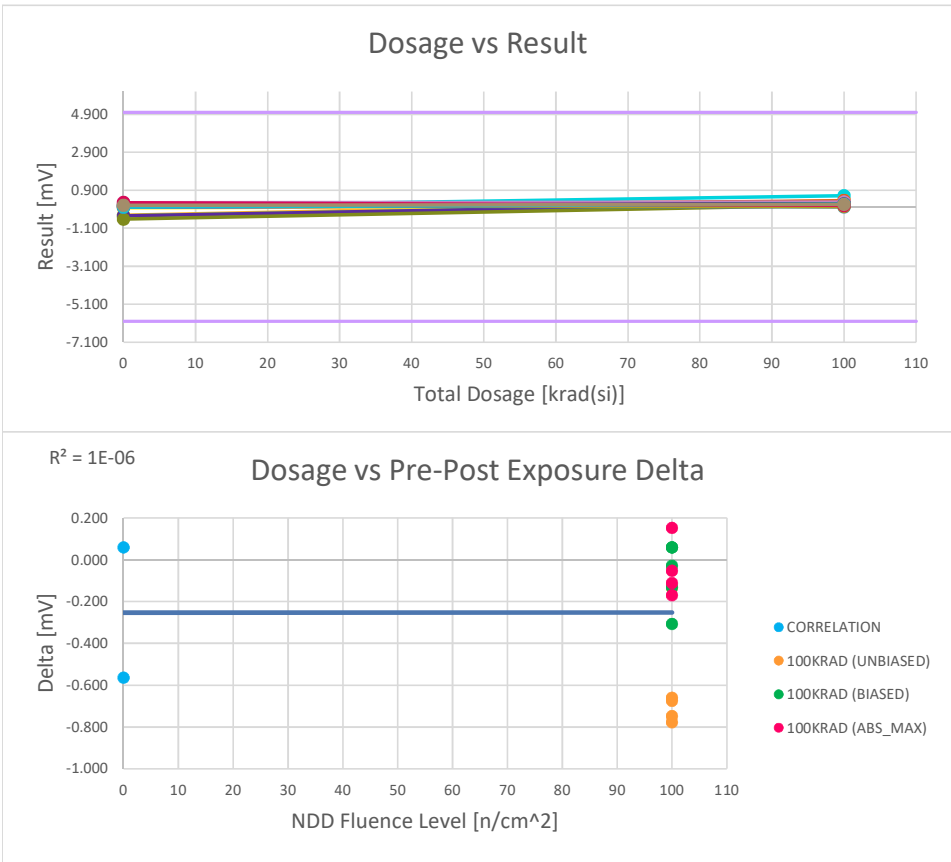 Dosage vs Result
4.900
2.900
0.900
-1.100
-3.100
-5.100
-7.100
Result [mV]
0 10 20 30 40 50 60 70 80 90 100 110
Total Dosage [krad(si)]
R² = 1E-06
Dosage vs Pre-Post Exposure Delta
0.200
0.000
-0.200
-0.400
-0.600
-0.800
-1.000
Delta [mV]
0 10 20 30 40 50 60 70 80 90 100 110
NDD Fluence Level [n/cm^2]
CORRELATION
100KRAD (UNBIASED)
100KRAD (BIASED)
100KRAD (ABS_MAX)